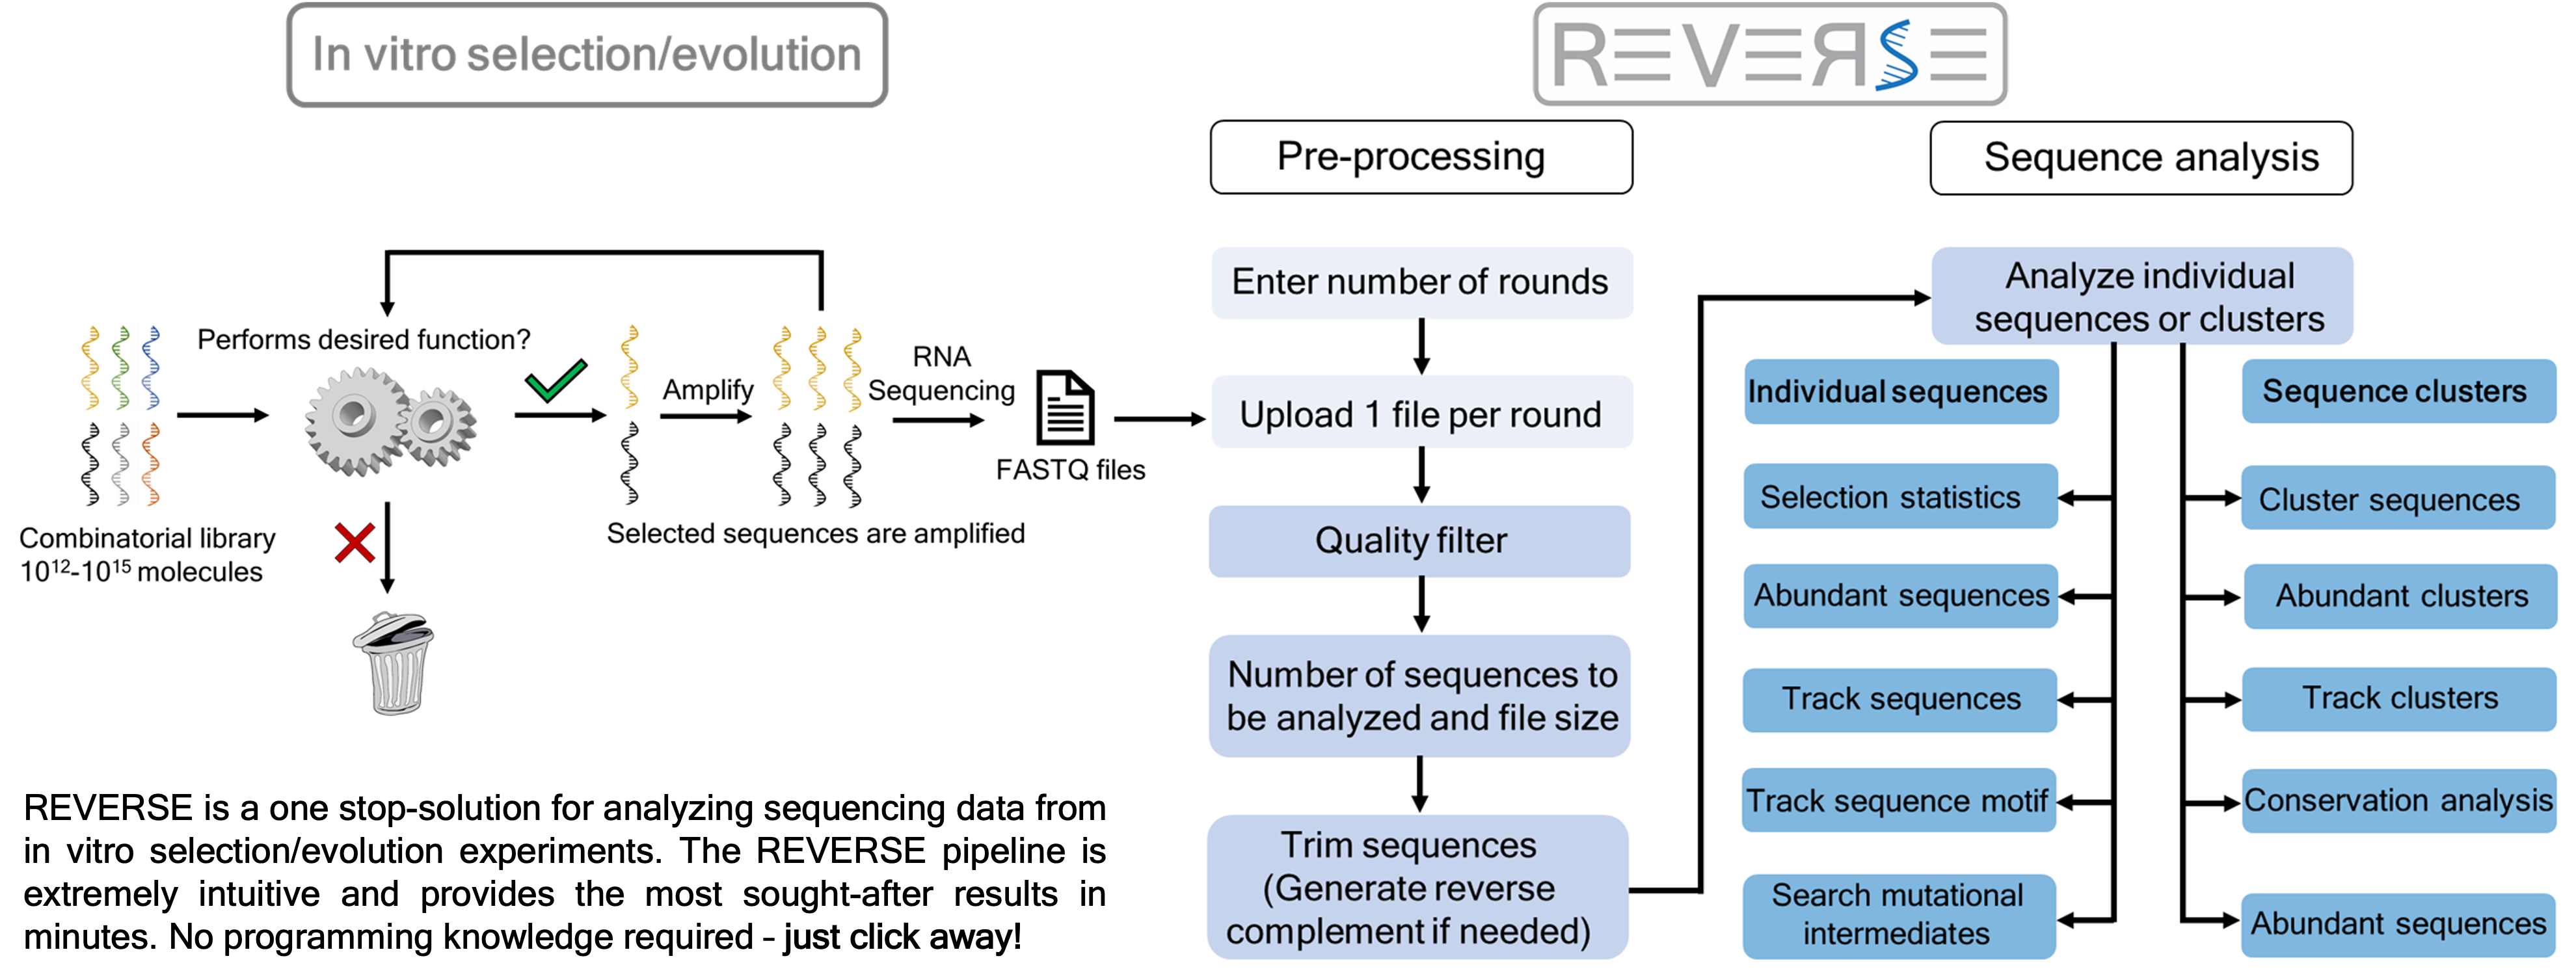 In vitro selection/evolution
Performs desired function?
Amplify
RNA
Sequencing
FASTQ files
Combinatorial library
10¹²-10¹⁵ molecules
Selected sequences are amplified
REVERSE is a one stop-solution for analyzing sequencing data from
in vitro selection/evolution experiments. The REVERSE pipeline is
extremely intuitive and provides the most sought-after results in
minutes. No programming knowledge required - just click away!
REVERSE
Pre-processing
Enter number of rounds
Upload 1 file per round
Quality filter
Number of sequences to
be analyzed and file size
Trim sequences
(Generate reverse
complement if needed)
Sequence analysis
Analyze individual
sequences or clusters
Individual sequences
Selection statistics
Abundant sequences
Track sequences
Track sequence motif
Search mutational
intermediates
Sequence clusters
Cluster sequences
Abundant clusters
Track clusters
Conservation analysis
Abundant sequences